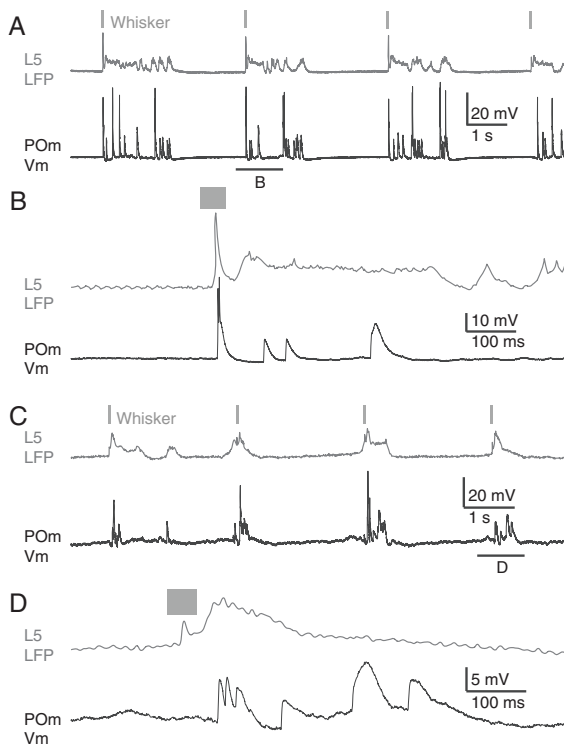 A
Whisker
L5
LFP
20 mV
1 s
POm
Vm
B
B
L5
LFP
10 mV
100 ms
POm
Vm
C
Whisker
L5
LFP
20 mV
1 s
POm
Vm
D
D
L5
LFP
5 mV
100 ms
POm
Vm